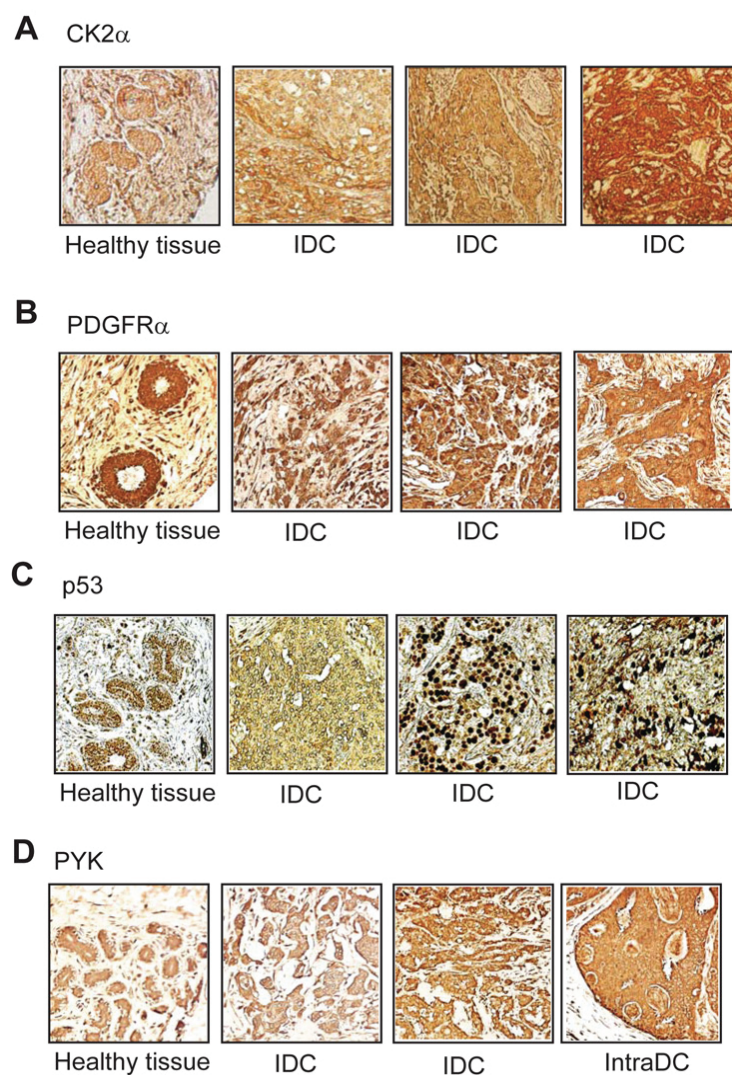 A CK2α
Healthy tissue IDC IDC IDC
B PDGFRα
Healthy tissue IDC IDC IDC
C p53
Healthy tissue IDC IDC IDC
D PYK
Healthy tissue IDC IDC IntraDC